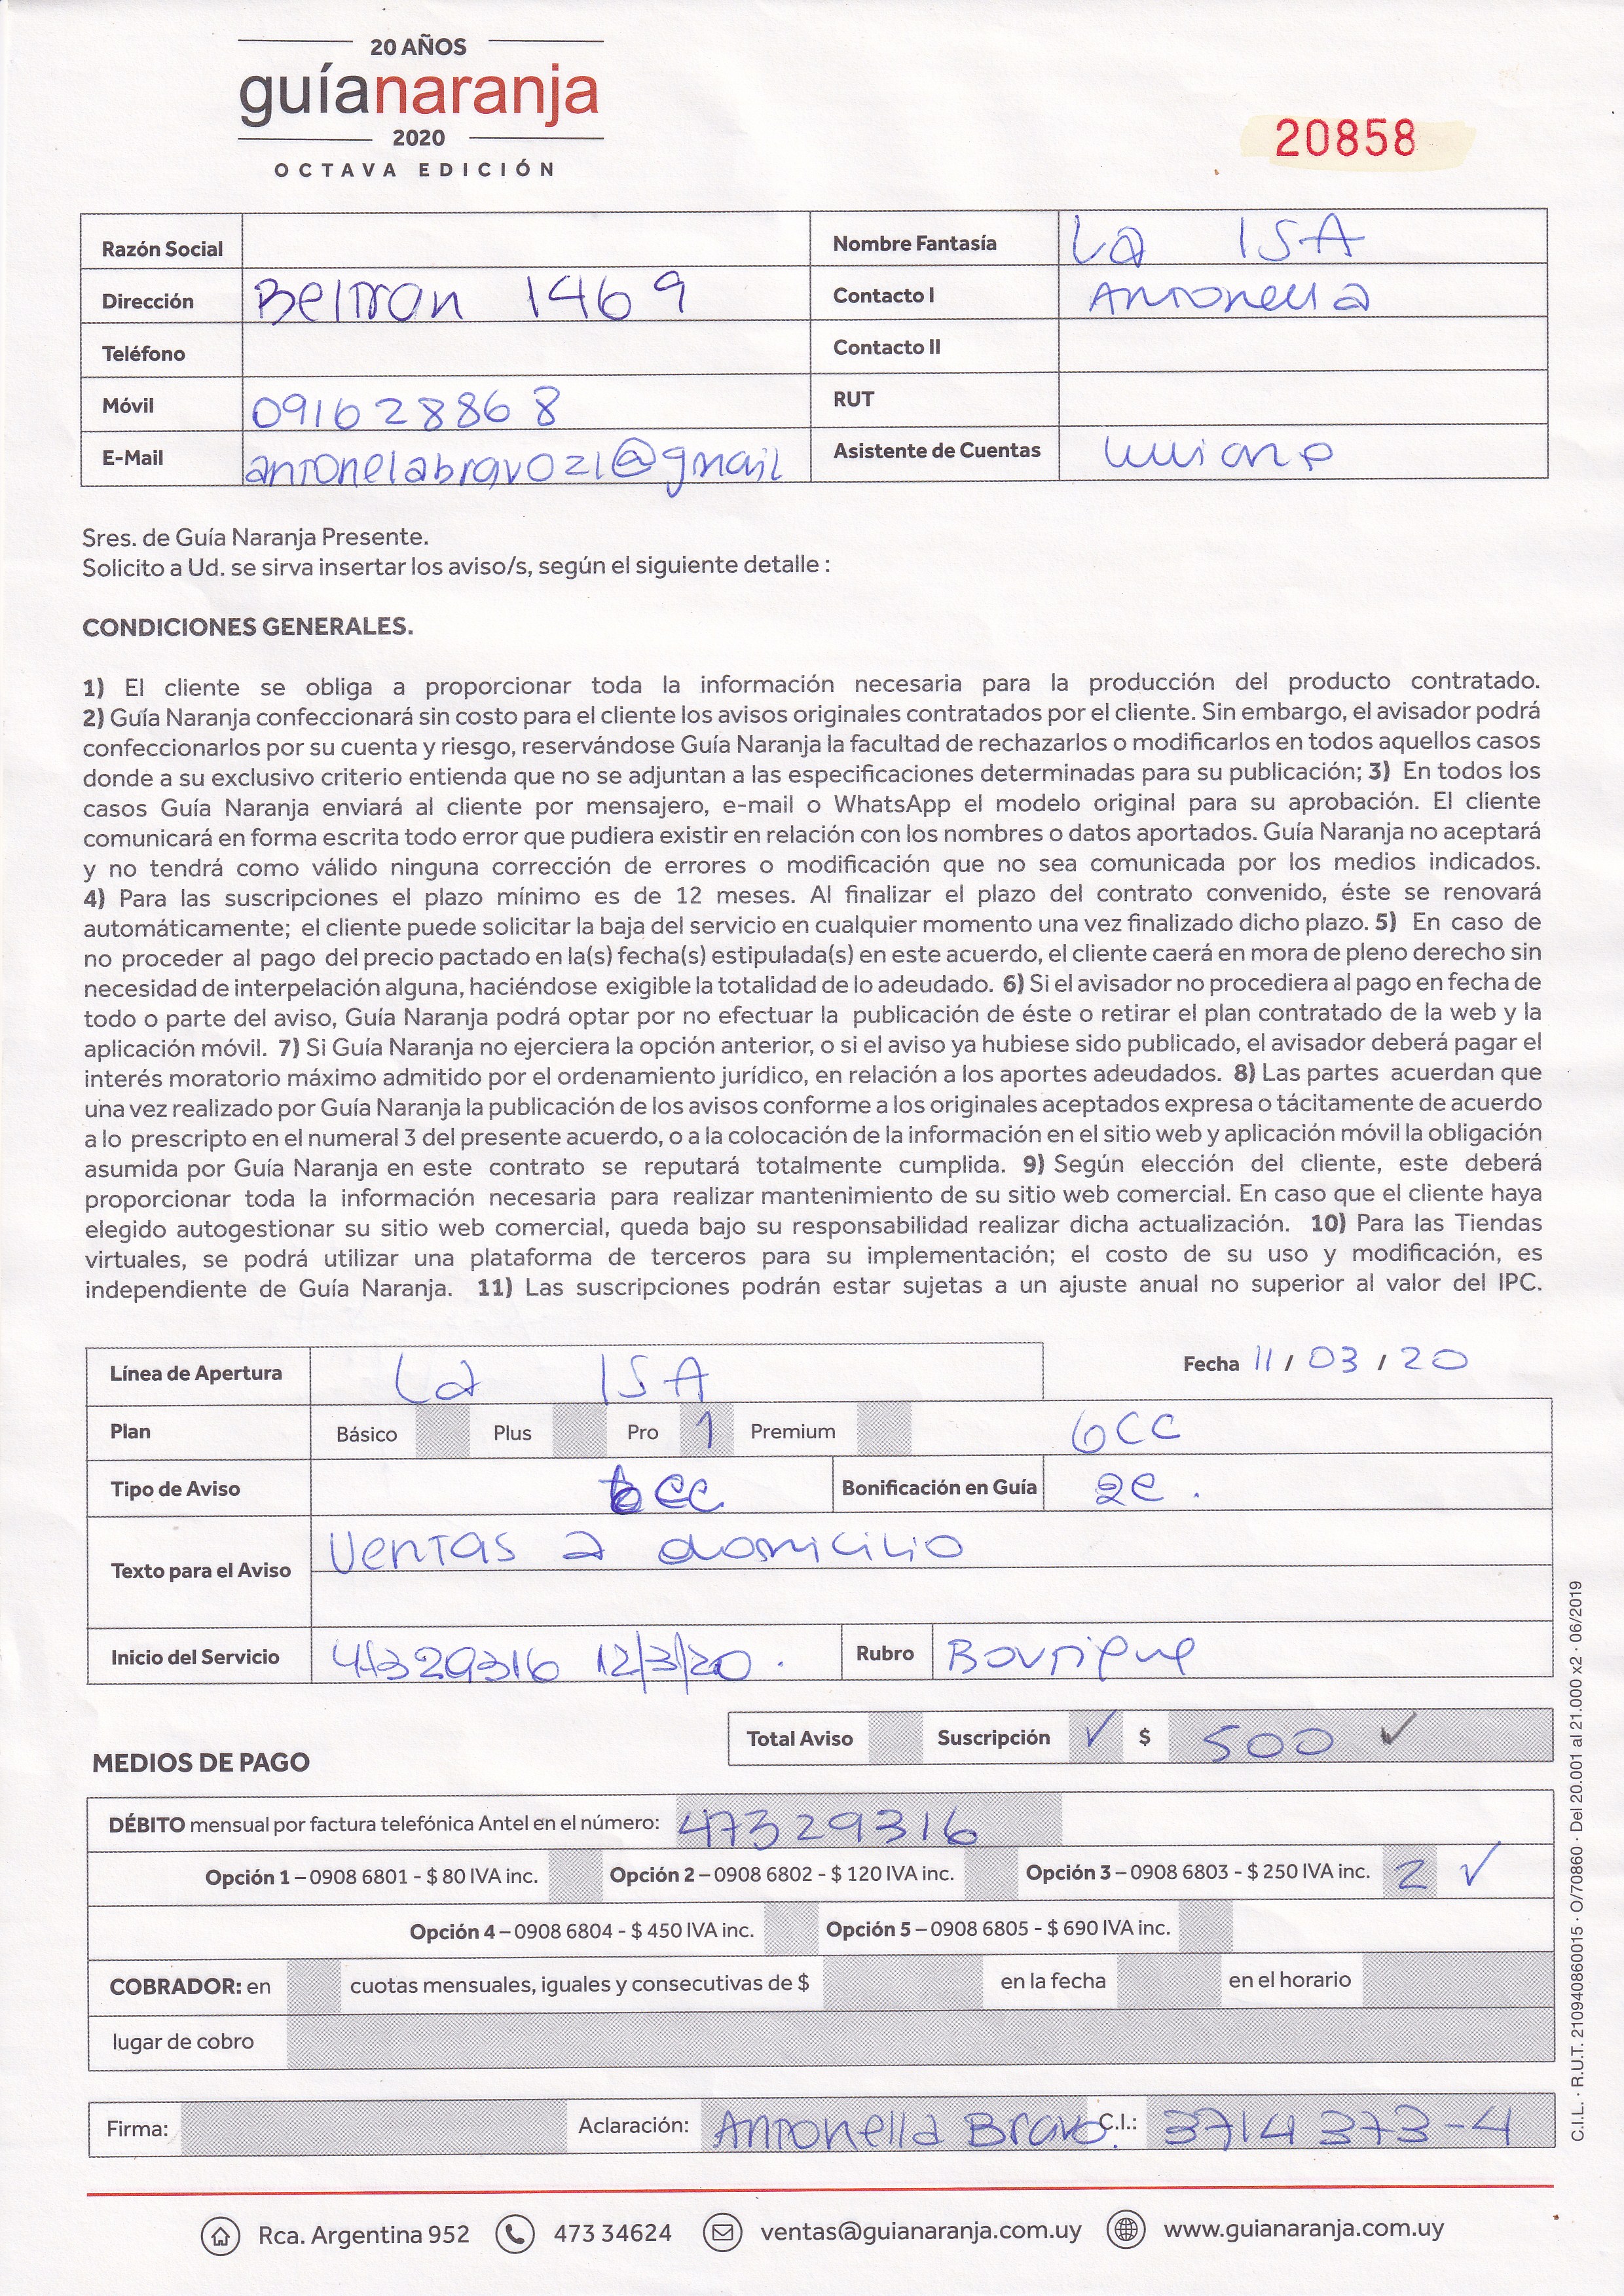 20 AÑOS
guíanaranja
2020
OCTAVA EDICIÓN
20858
Razón Social Nombre Fantasía La ISA
Dirección Beltran 1469 Contacto I Antonella
Teléfono Contacto II
Móvil 091628868 RUT
E-Mail antonelabravo21@gmail Asistente de Cuentas
Sres. de Guía Naranja Presente.
Solicito a Ud. se sirva insertar los aviso/s, según el siguiente detalle :
CONDICIONES GENERALES.
1) El cliente se obliga a proporcionar toda la información necesaria para la producción del producto contratado.
2) Guía Naranja confeccionará sin costo para el cliente los avisos originales contratados por el cliente. Sin embargo, el avisador podrá
confeccionarlos por su cuenta y riesgo, reservándose Guía Naranja la facultad de rechazarlos o modificarlos en todos aquellos casos
donde a su exclusivo criterio entienda que no se adjuntan a las especificaciones determinadas para su publicación; 3) En todos los
casos Guía Naranja enviará al cliente por mensajero, e-mail o WhatsApp el modelo original para su aprobación. El cliente
comunicará en forma escrita todo error que pudiera existir en relación con los nombres o datos aportados. Guía Naranja no aceptará
y no tendrá como válido ninguna corrección de errores o modificación que no sea comunicada por los medios indicados.
4) Para las suscripciones el plazo mínimo es de 12 meses. Al finalizar el plazo del contrato convenido, éste se renovará
automáticamente; el cliente puede solicitar la baja del servicio en cualquier momento una vez finalizado dicho plazo. 5) En caso de
no proceder al pago del precio pactado en la(s) fecha(s) estipulada(s) en este acuerdo, el cliente caerá en mora de pleno derecho sin
necesidad de interpelación alguna, haciéndose exigible la totalidad de lo adeudado. 6) Si el avisador no procediera al pago en fecha de
todo o parte del aviso, Guía Naranja podrá optar por no efectuar la publicación de éste o retirar el plan contratado de la web y la
aplicación móvil. 7) Si Guía Naranja no ejerciera la opción anterior, o si el aviso ya hubiese sido publicado, el avisador deberá pagar el
interés moratorio máximo admitido por el ordenamiento jurídico, en relación a los aportes adeudados. 8) Las partes acuerdan que
una vez realizado por Guía Naranja la publicación de los avisos conforme a los originales aceptados expresa o tácitamente de acuerdo
a lo prescripto en el numeral 3 del presente acuerdo, o a la colocación de la información en el sitio web y aplicación móvil la obligación
asumida por Guía Naranja en este contrato se reputará totalmente cumplida. 9) Según elección del cliente, este deberá
proporcionar toda la información necesaria para realizar mantenimiento de su sitio web comercial. En caso que el cliente haya
elegido autogestionar su sitio web comercial, queda bajo su responsabilidad realizar dicha actualización. 10) Para las Tiendas
virtuales, se podrá utilizar una plataforma de terceros para su implementación; el costo de su uso y modificación, es
independiente de Guía Naranja. 11) Las suscripciones podrán estar sujetas a un ajuste anual no superior al valor del IPC.
Línea de Apertura La ISA Fecha 11 / 03 / 20
Plan Básico Plus Pro 1 Premium 6CC
Tipo de Aviso 6CC Bonificación en Guía 2C .
Texto para el Aviso Ventas a domicilio
Inicio del Servicio 47329316 12/3/20 . Rubro Boutique
Total Aviso Suscripción ✓ $ 500 ✓
MEDIOS DE PAGO
DÉBITO mensual por factura telefónica Antel en el número: 47329316
Opción 1 – 0908 6801 - $ 80 IVA inc. Opción 2 – 0908 6802 - $ 120 IVA inc. Opción 3 – 0908 6803 - $ 250 IVA inc. 2 ✓
Opción 4 – 0908 6804 - $ 450 IVA inc. Opción 5 – 0908 6805 - $ 690 IVA inc.
COBRADOR: en cuotas mensuales, iguales y consecutivas de $ en la fecha en el horario
lugar de cobro
Firma: Aclaración: Antonella Bravo. C.I.: 3714373-4
C.I.L. · R.U.T. 210940860015 · O/70860 · Del 20.001 al 21.000 x2 · 06/2019
Rca. Argentina 952 473 34624 ventas@guianaranja.com.uy www.guianaranja.com.uy